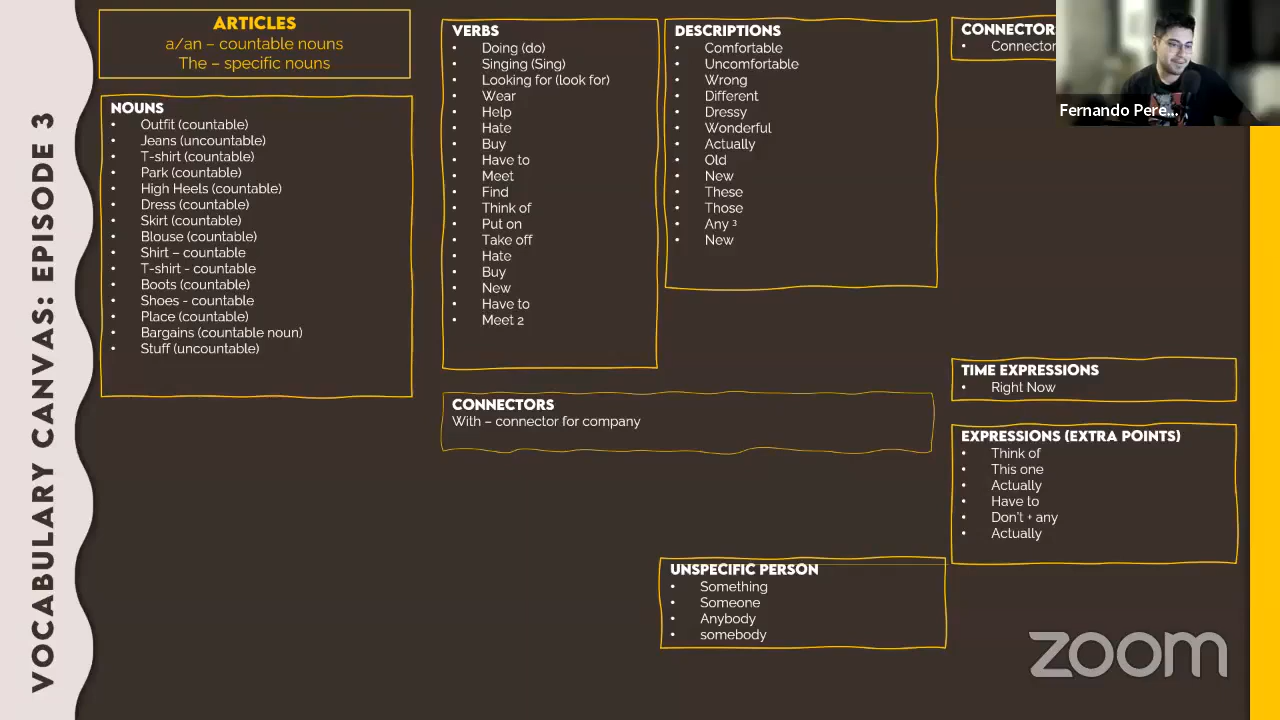 VOCABULARY CANVAS: EPISODE 3
ARTICLES
a/an – countable nouns
The – specific nouns
NOUNS
• Outfit (countable)
• Jeans (uncountable)
• T-shirt (countable)
• Park (countable)
• High Heels (countable)
• Dress (countable)
• Skirt (countable)
• Blouse (countable)
• Shirt – countable
• T-shirt - countable
• Boots (countable)
• Shoes - countable
• Place (countable)
• Bargains (countable noun)
• Stuff (uncountable)
VERBS
• Doing (do)
• Singing (Sing)
• Looking for (look for)
• Wear
• Help
• Hate
• Buy
• Have to
• Meet
• Find
• Think of
• Put on
• Take off
• Hate
• Buy
• New
• Have to
• Meet 2
DESCRIPTIONS
• Comfortable
• Uncomfortable
• Wrong
• Different
• Dressy
• Wonderful
• Actually
• Old
• New
• These
• Those
• Any ³
• New
CONNECTORS
With – connector for company
UNSPECIFIC PERSON
• Something
• Someone
• Anybody
• somebody
CONNECTOR
• Connector
Fernando Pere...
TIME EXPRESSIONS
• Right Now
EXPRESSIONS (EXTRA POINTS)
• Think of
• This one
• Actually
• Have to
• Don't + any
• Actually
zoom